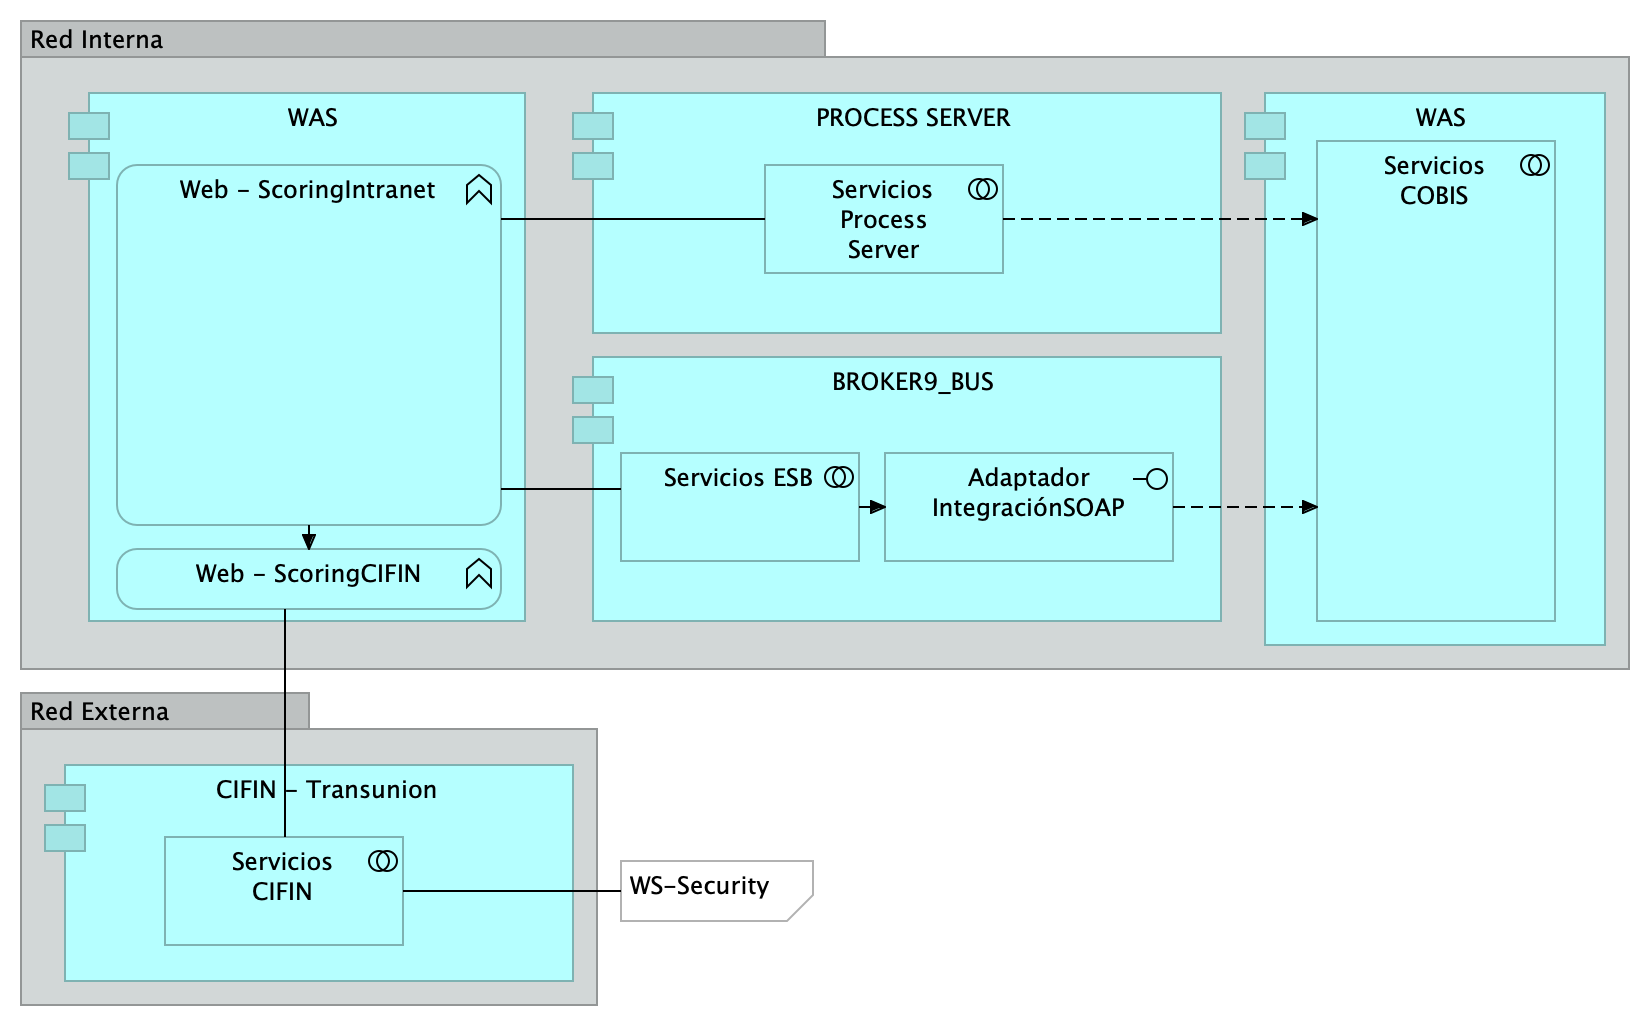 Red Interna
WAS
Web - ScoringIntranet
Web - ScoringCIFIN
PROCESS SERVER
Servicios
Process
Server
BROKER9_BUS
Servicios ESB
Adaptador
IntegraciónSOAP
WAS
Servicios
COBIS
Red Externa
CIFIN - Transunion
Servicios
CIFIN
WS-Security